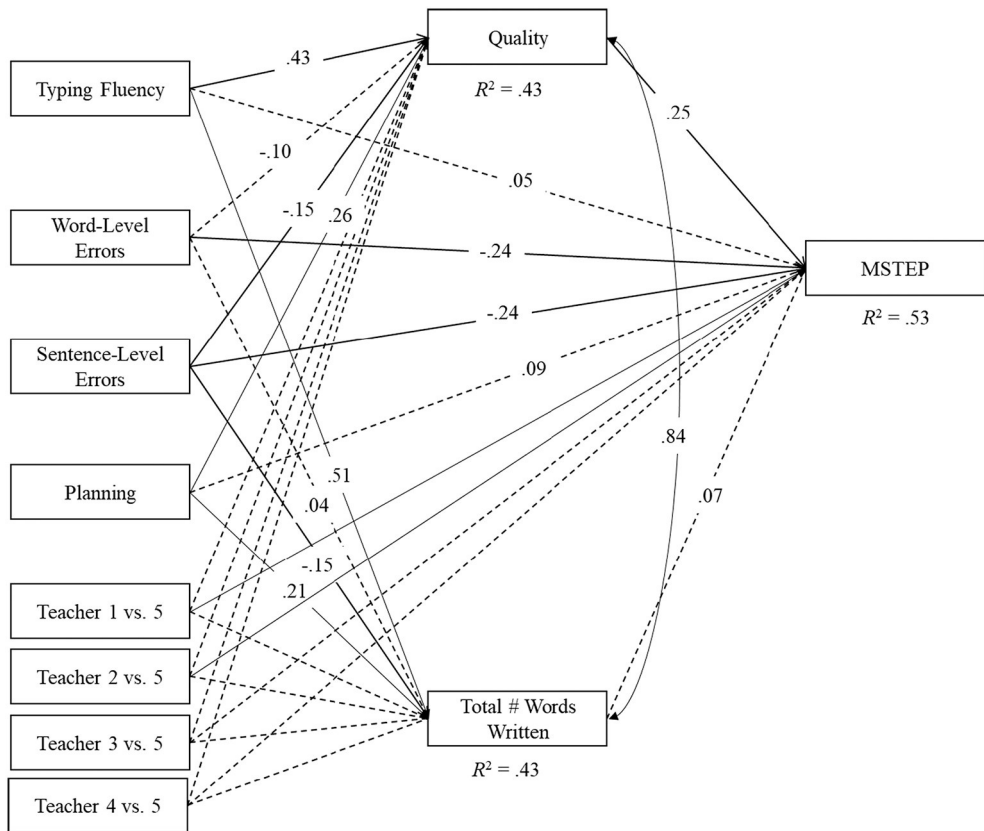 Quality
R² = .43
.43
Typing Fluency
.25
-.10
.05
-.15
.26
Word-Level
Errors
-.24
MSTEP
R² = .53
-.24
Sentence-Level
Errors
.09
.84
.51
Planning
.07
.04
-.15
.21
Teacher 1 vs. 5
Teacher 2 vs. 5
Total # Words
Written
R² = .43
Teacher 3 vs. 5
Teacher 4 vs. 5